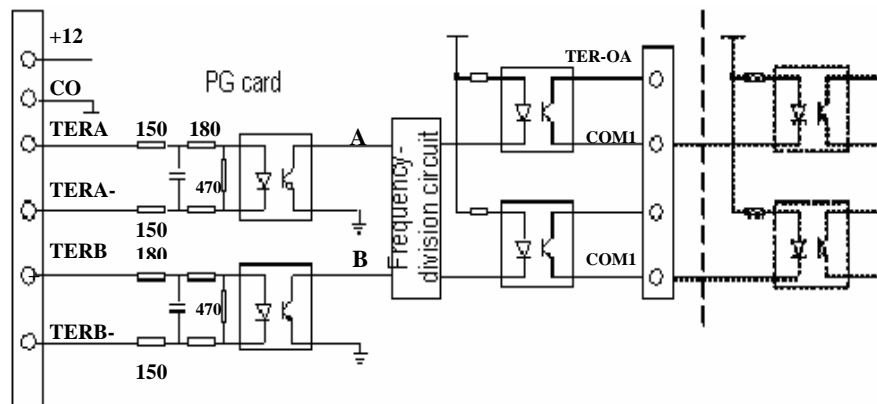 +12
CO
PG card
TERA
150 180
A
470
TERA-
150
TERB
180
B
470
TERB-
150
Frequency-
division circuit
TER-OA
COM1
COM1